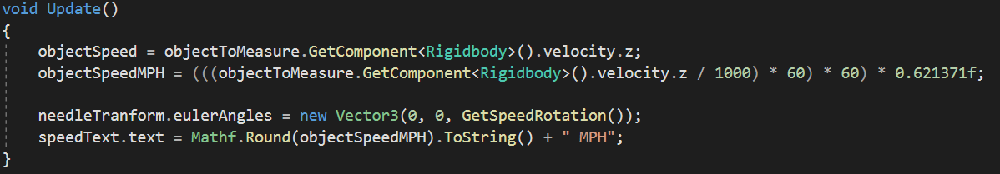 void Update()
{
objectSpeed = objectToMeasure.GetComponent<Rigidbody>().velocity.z;
objectSpeedMPH = (((objectToMeasure.GetComponent<Rigidbody>().velocity.z / 1000) * 60) * 60) * 0.621371f;
needleTranform.eulerAngles = new Vector3(0, 0, GetSpeedRotation());
speedText.text = Mathf.Round(objectSpeedMPH).ToString() + " MPH";
}